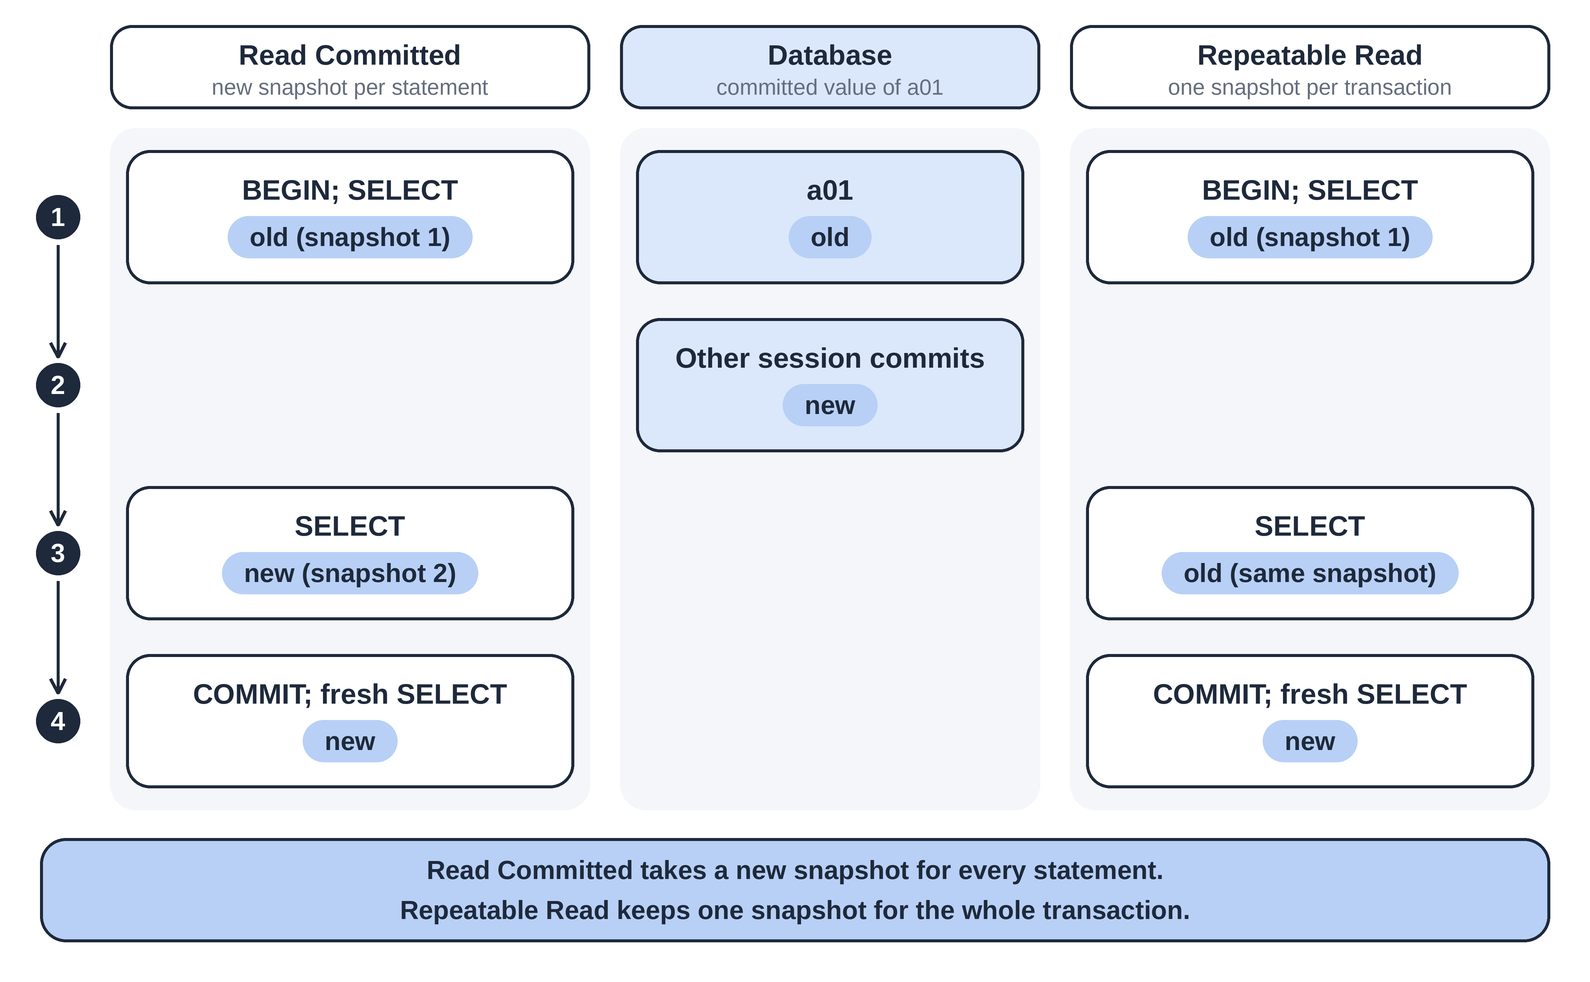 Read Committed
new snapshot per statement
Database
committed value of a01
Repeatable Read
one snapshot per transaction
1
BEGIN; SELECT
old (snapshot 1)
a01
old
BEGIN; SELECT
old (snapshot 1)
2
Other session commits
new
3
SELECT
new (snapshot 2)
SELECT
old (same snapshot)
4
COMMIT; fresh SELECT
new
COMMIT; fresh SELECT
new
Read Committed takes a new snapshot for every statement.
Repeatable Read keeps one snapshot for the whole transaction.